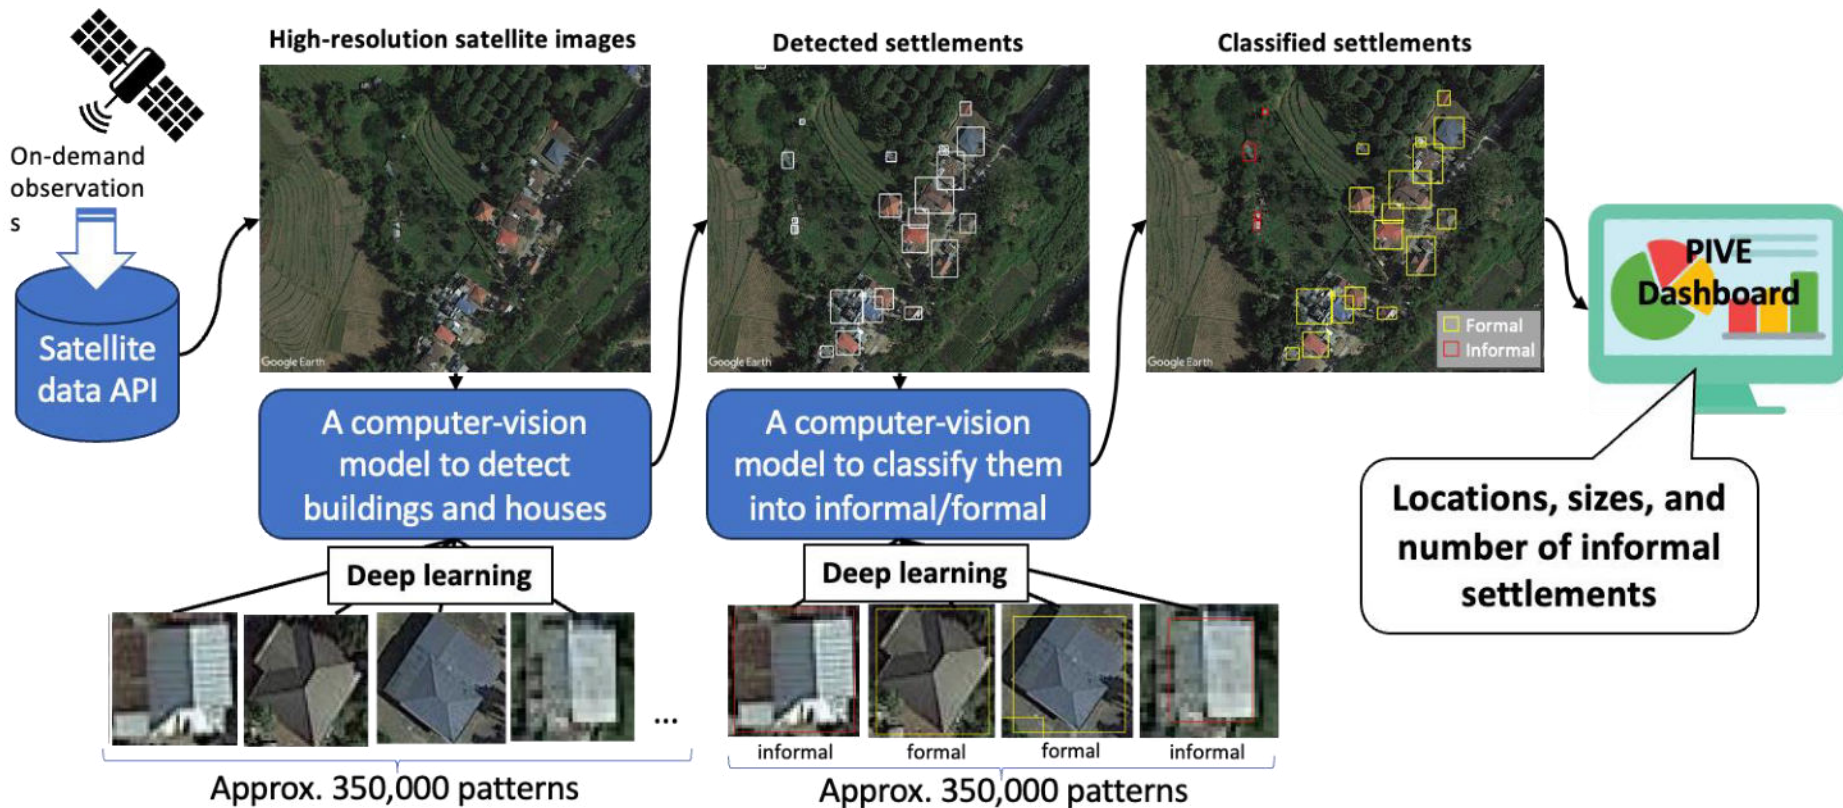 High-resolution satellite images
Detected settlements
Classified settlements
On-demand
observation
s
Satellite
data API
Google Earth
Google Earth
Google Earth
Formal
Informal
PIVE
Dashboard
A computer-vision
model to detect
buildings and houses
A computer-vision
model to classify them
into informal/formal
Locations, sizes, and
number of informal
settlements
Deep learning
Deep learning
...
informal
formal
formal
informal
Approx. 350,000 patterns
Approx. 350,000 patterns